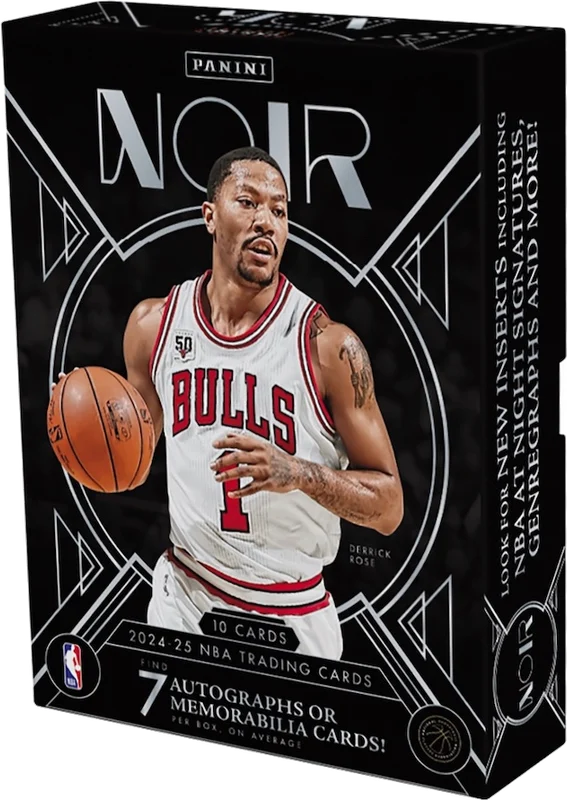 PANINI
NOIR
50
BULLS
1
DERRICK
ROSE
10 CARDS
2024-25 NBA TRADING CARDS
FIND
7 AUTOGRAPHS OR
MEMORABILIA CARDS!
PER BOX, ON AVERAGE
NBA
LOOK FOR NEW INSERTS INCLUDING
NBA AT NIGHT SIGNATURES,
GENREGRAPHS AND MORE!
NOIR